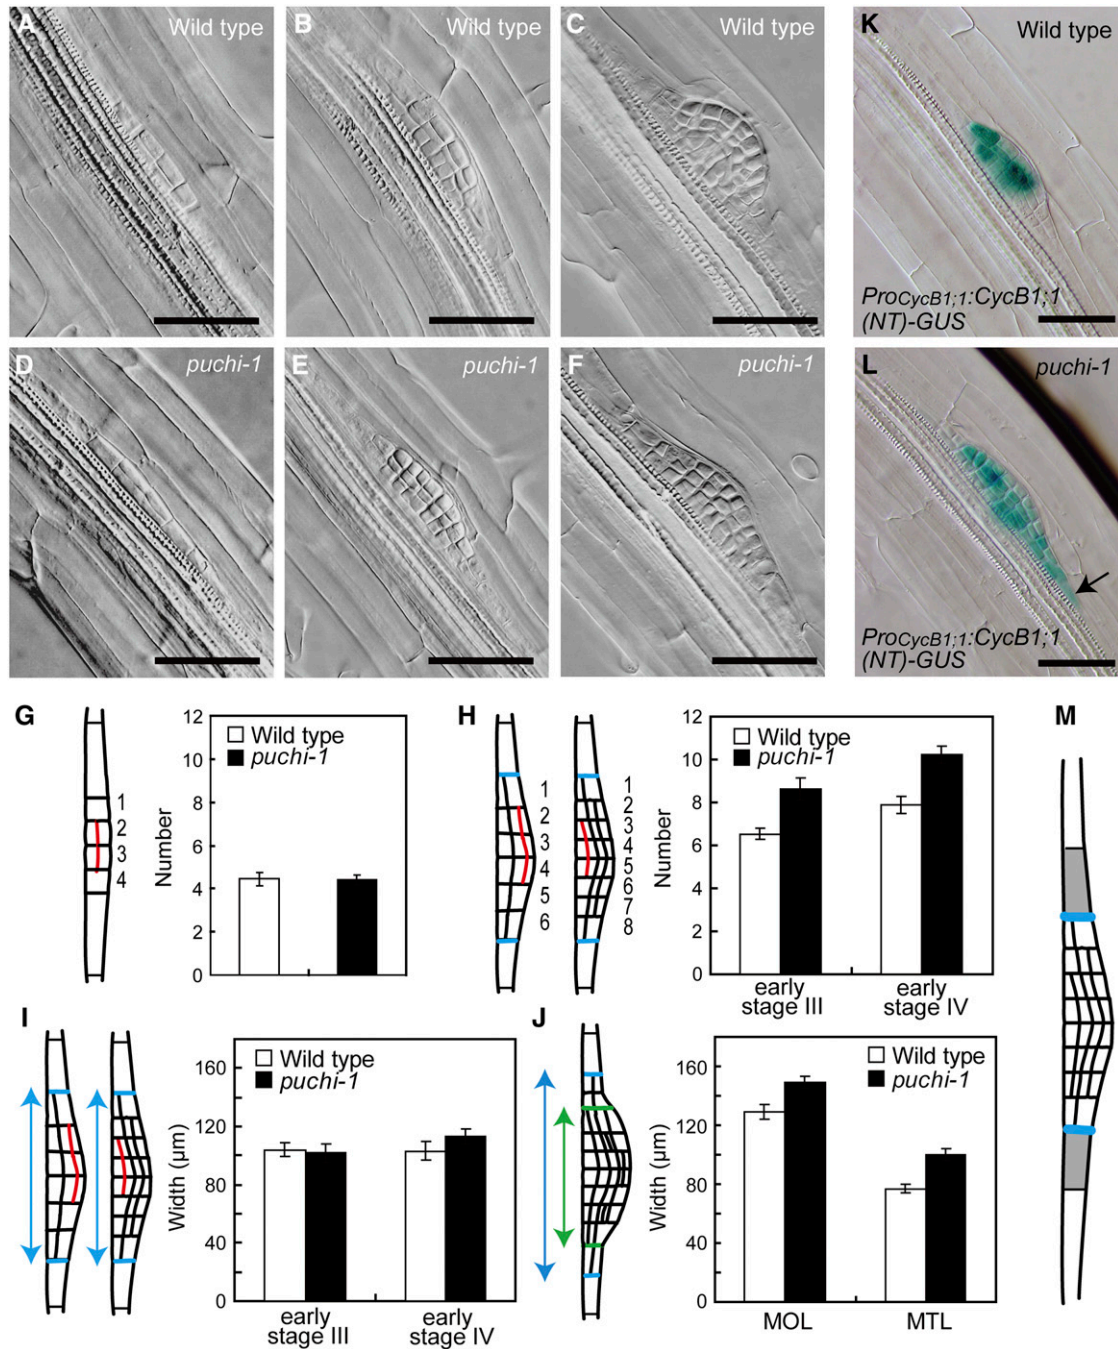 A
Wild type
B
Wild type
C
Wild type
K
Wild type
ProCycB1;1:CycB1;1
(NT)-GUS
D
puchi-1
E
puchi-1
F
puchi-1
L
puchi-1
ProCycB1;1:CycB1;1
(NT)-GUS
G
1
2
3
4
Number
12
10
8
6
4
2
0
Wild type
puchi-1
H
1
2
3
4
5
6
1
2
3
4
5
6
7
8
Number
12
10
8
6
4
2
0
Wild type
puchi-1
early
stage III
early
stage IV
M
I
Width (µm)
160
120
80
40
0
Wild type
puchi-1
early
stage III
early
stage IV
J
Width (µm)
160
120
80
40
0
Wild type
puchi-1
MOL
MTL